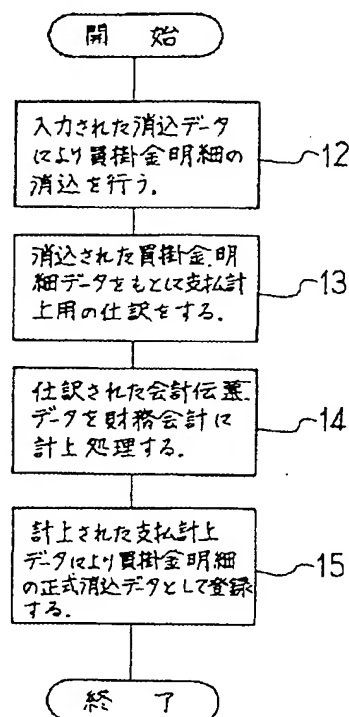 開 始
入力された消込データ
により買掛金明細の
消込を行う.
12
消込された買掛金明
細データをもとにして支払計
上用の仕訳をする.
13
仕訳された会計伝票
データを財務会計に
計上処理する.
14
計上された支払計上
データにより買掛金明細
の正式消込データとして登録
する.
15
終 了